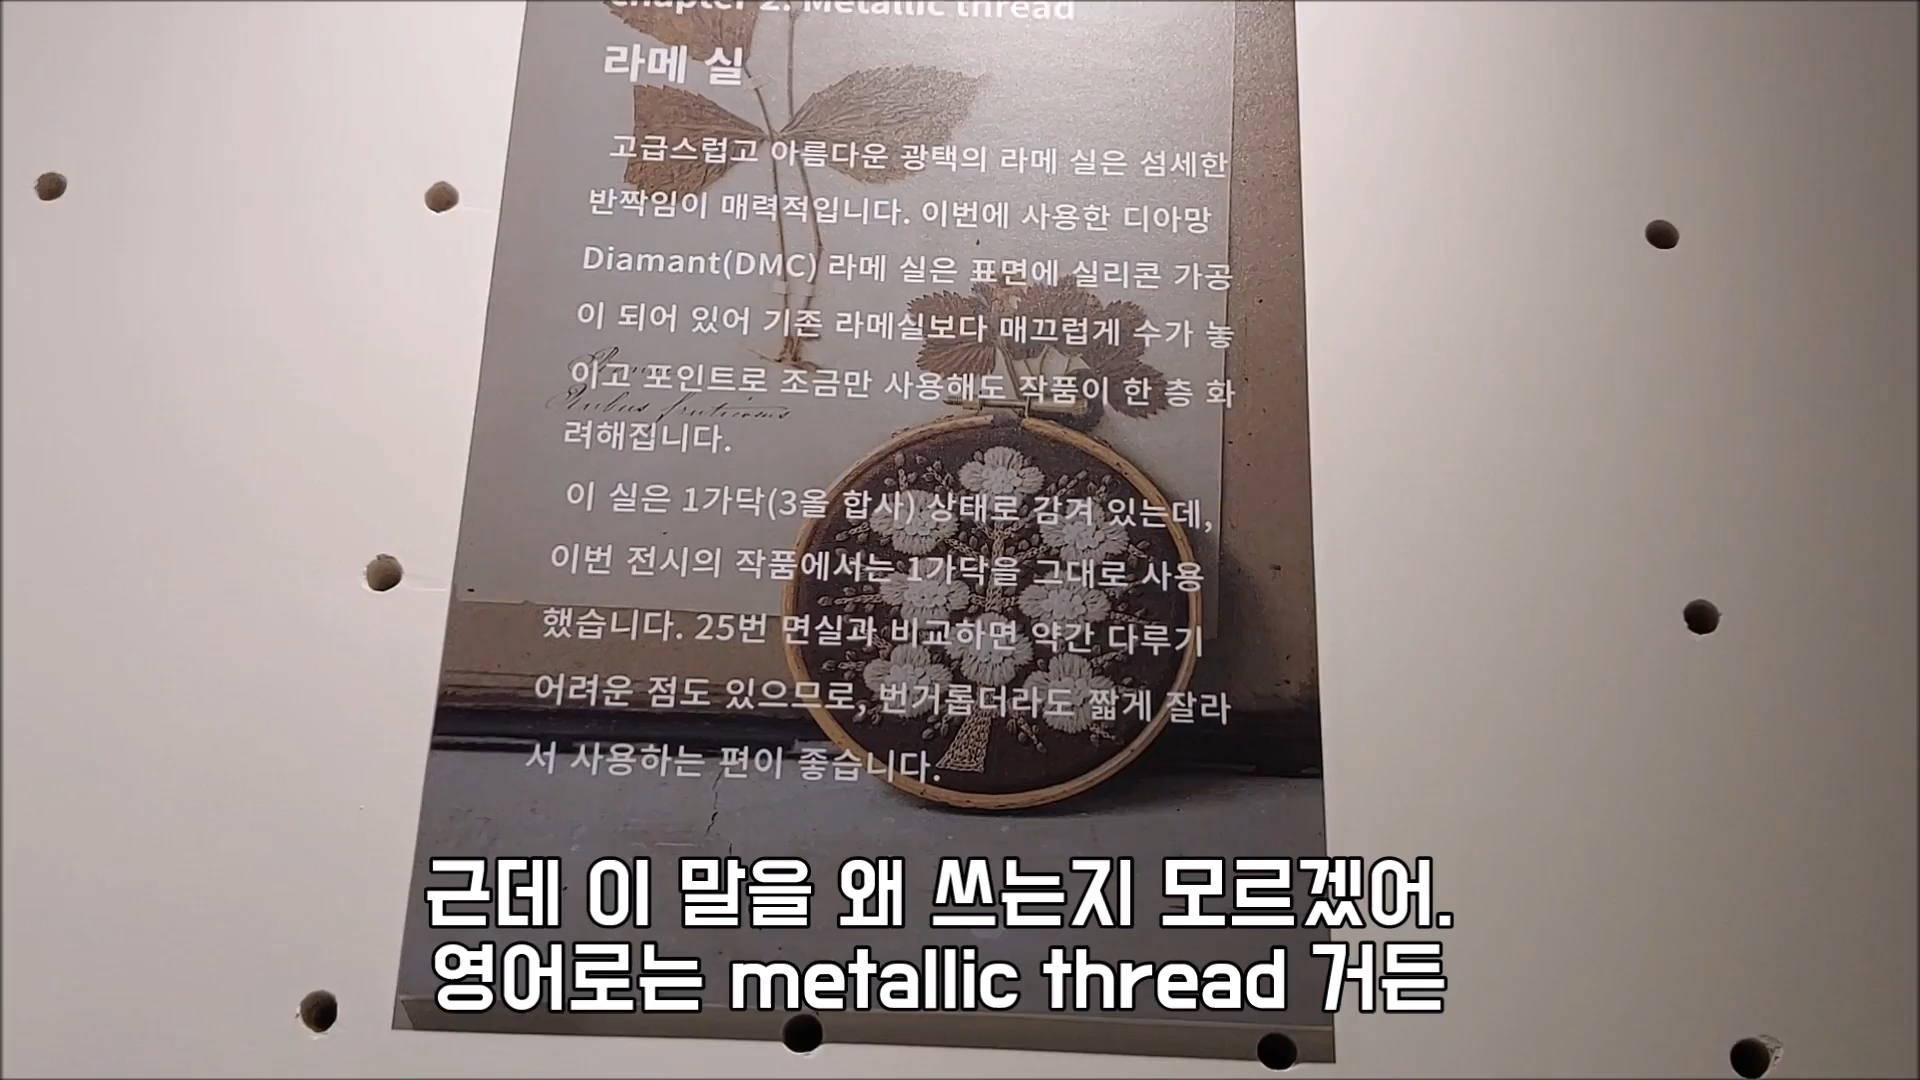 Chapter 2. Metallic thread
라메 실
고급스럽고 아름다운 광택의 라메 실은 섬세한
반짝임이 매력적입니다. 이번에 사용한 디아망
Diamant(DMC) 라메 실은 표면에 실리콘 가공
이 되어 있어 기존 라메실보다 매끄럽게 수가 놓
이고 포인트로 조금만 사용해도 작품이 한 층 화
려해집니다.
이 실은 1가닥(3올 합사) 상태로 감겨 있는데,
이번 전시의 작품에서는 1가닥을 그대로 사용
했습니다. 25번 면실과 비교하면 약간 다루기
어려운 점도 있으므로, 번거롭더라도 짧게 잘라
서 사용하는 편이 좋습니다.
근데 이 말을 왜 쓰는지 모르겠어.
영어로는 metallic thread 거든